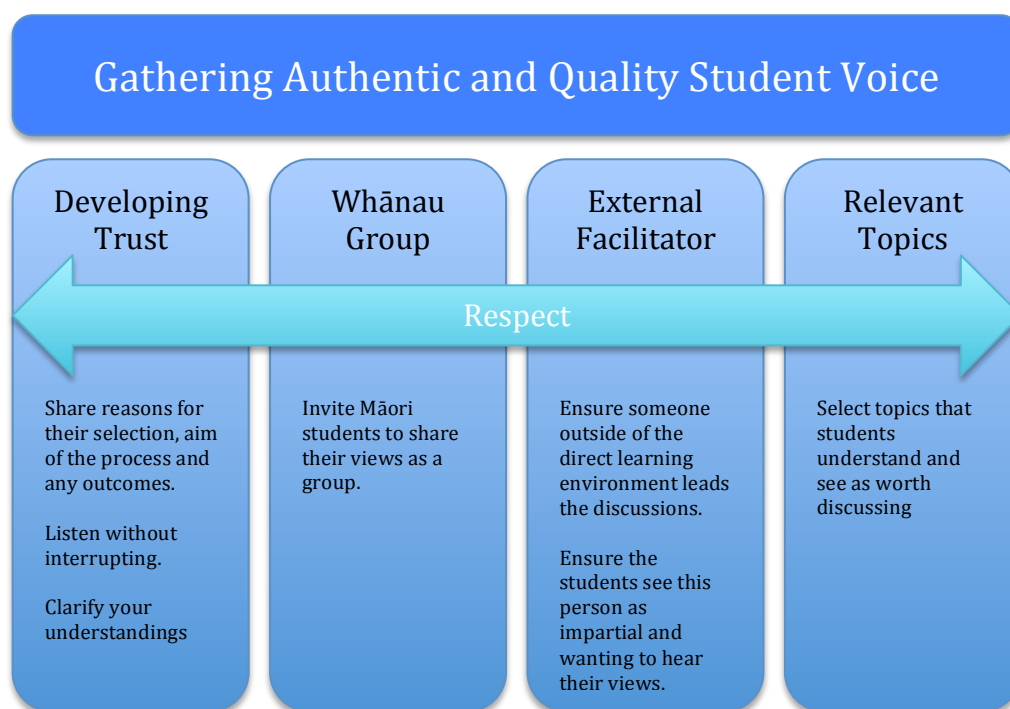 Gathering Authentic and Quality Student Voice
Developing
Trust
Whānau
Group
External
Facilitator
Relevant
Topics
Respect
Share reasons for
their selection, aim
of the process and
any outcomes.
Listen without
interrupting.
Clarify your
understandings
Invite Māori
students to share
their views as a
group.
Ensure someone
outside of the
direct learning
environment leads
the discussions.
Ensure the
students see this
person as
impartial and
wanting to hear
their views.
Select topics that
students
understand and
see as worth
discussing